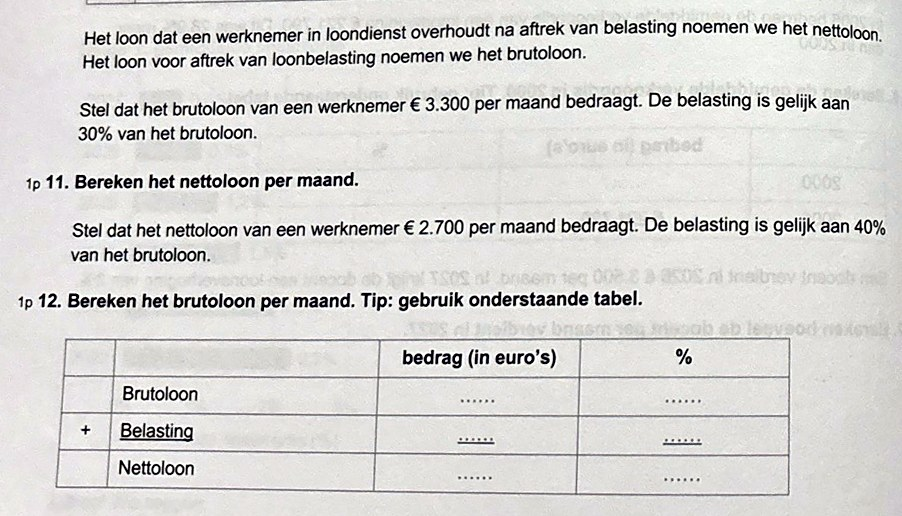 Het loon dat een werknemer in loondienst overhoudt na aftrek van belasting noemen we het nettoloon.
Het loon voor aftrek van loonbelasting noemen we het brutoloon.
Stel dat het brutoloon van een werknemer € 3.300 per maand bedraagt. De belasting is gelijk aan
30% van het brutoloon.
1p 11. Bereken het nettoloon per maand.
Stel dat het nettoloon van een werknemer € 2.700 per maand bedraagt. De belasting is gelijk aan 40%
van het brutoloon.
1p 12. Bereken het brutoloon per maand. Tip: gebruik onderstaande tabel.
bedrag (in euro's) %
Brutoloon ...... ......
+ Belasting ...... ......
Nettoloon ...... ......